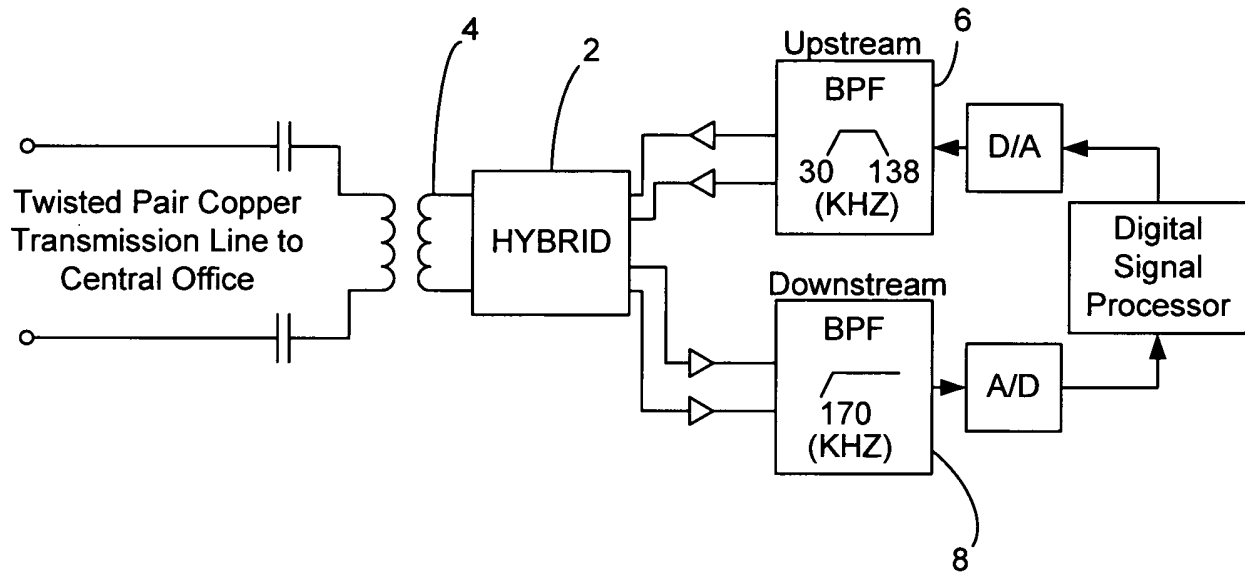 4
2
Upstream
6
BPF
30 138
(KHZ)
D/A
Twisted Pair Copper
Transmission Line to
Central Office
HYBRID
Digital
Signal
Processor
Downstream
BPF
170
(KHZ)
A/D
8